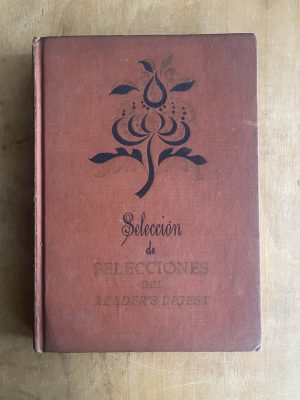 Selección
de
SELECCIONES
DEL
READER'S DIGEST